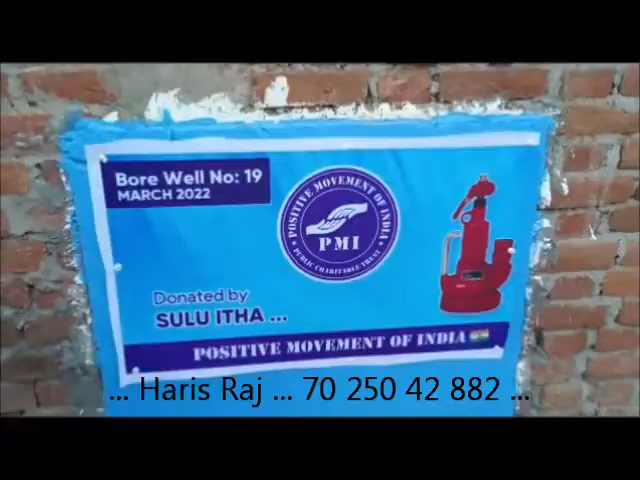 Bore Well No: 19
MARCH 2022
POSITIVE MOVEMENT OF INDIA
PMI
★ PUBLIC CHARITABLE TRUST ★
Donated by
SULU ITHA ...
POSITIVE MOVEMENT OF INDIA
... Haris Raj ... 70 250 42 882 ...